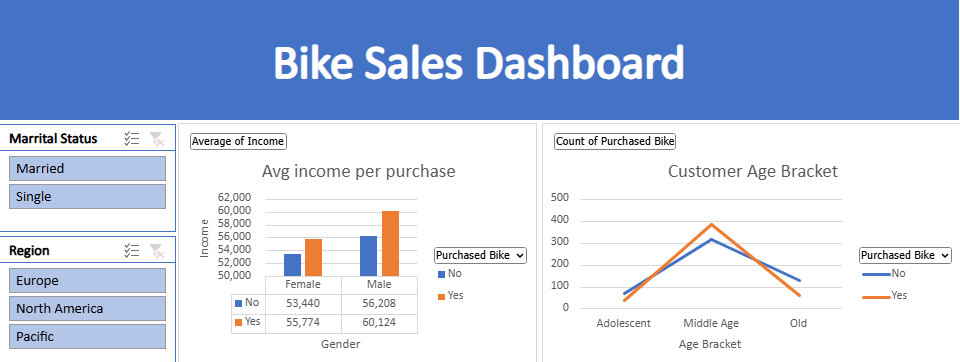 Bike Sales Dashboard
Marrital Status
Married
Single
Region
Europe
North America
Pacific
Average of Income
Avg income per purchase
62,000
60,000
58,000
56,000
54,000
52,000
50,000
Income
Female Male
No 53,440 56,208
Yes 55,774 60,124
Gender
Purchased Bike
No
Yes
Count of Purchased Bike
Customer Age Bracket
500
400
300
200
100
0
Adolescent Middle Age Old
Age Bracket
Purchased Bike
No
Yes